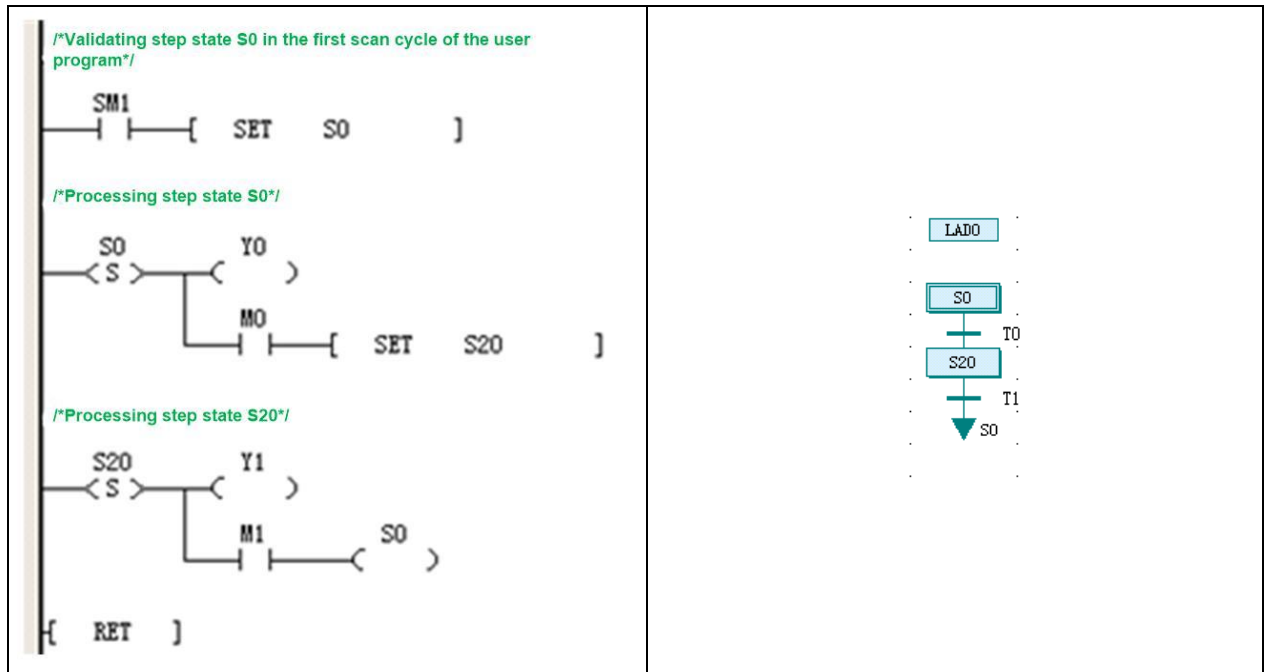 /*Validating step state S0 in the first scan cycle of the user
program*/
SM1
[ SET S0 ]
/*Processing step state S0*/
S0 Y0
< S > ( )
M0
[ SET S20 ]
/*Processing step state S20*/
S20 Y1
< S > ( )
M1 S0
( )
[ RET ]
LAD0
S0
T0
S20
T1
S0